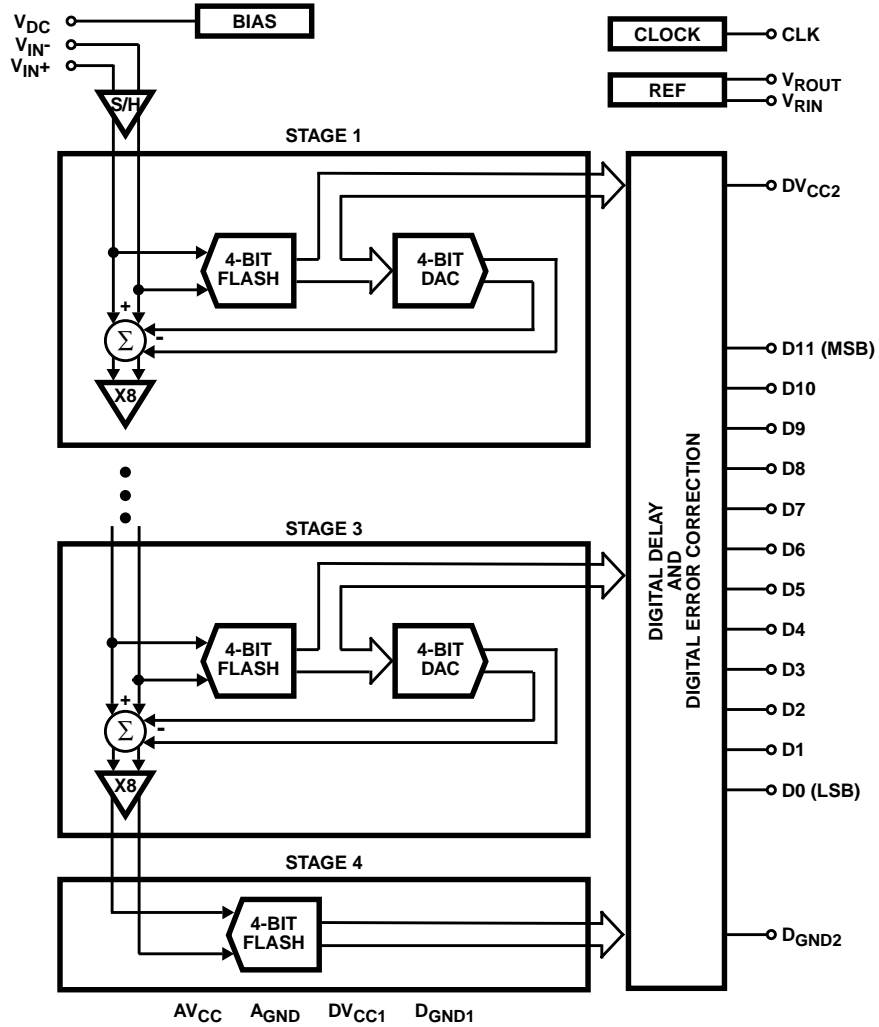 VDC
BIAS
VIN-
VIN+
CLOCK
CLK
REF
VROUT
VRIN
S/H
STAGE 1
DVCC2
4-BIT
FLASH
4-BIT
DAC
+
-
Σ
X8
D11 (MSB)
D10
D9
D8
D7
D6
D5
D4
D3
D2
D1
D0 (LSB)
DIGITAL DELAY
AND
DIGITAL ERROR CORRECTION
STAGE 3
4-BIT
FLASH
4-BIT
DAC
+
-
Σ
X8
STAGE 4
4-BIT
FLASH
DGND2
AVCC AGND DVCC1 DGND1